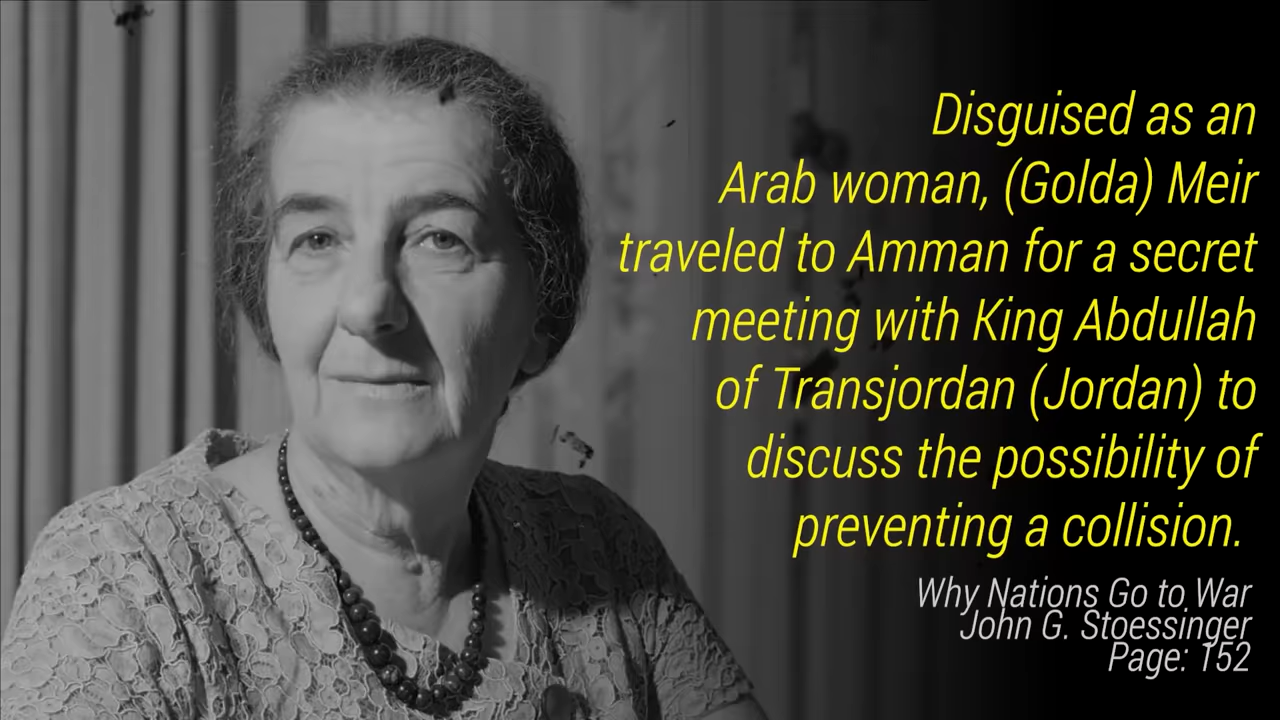 Disguised as an
Arab woman, (Golda) Meir
traveled to Amman for a secret
meeting with King Abdullah
of Transjordan (Jordan) to
discuss the possibility of
preventing a collision.
Why Nations Go to War
John G. Stoessinger
Page: 152